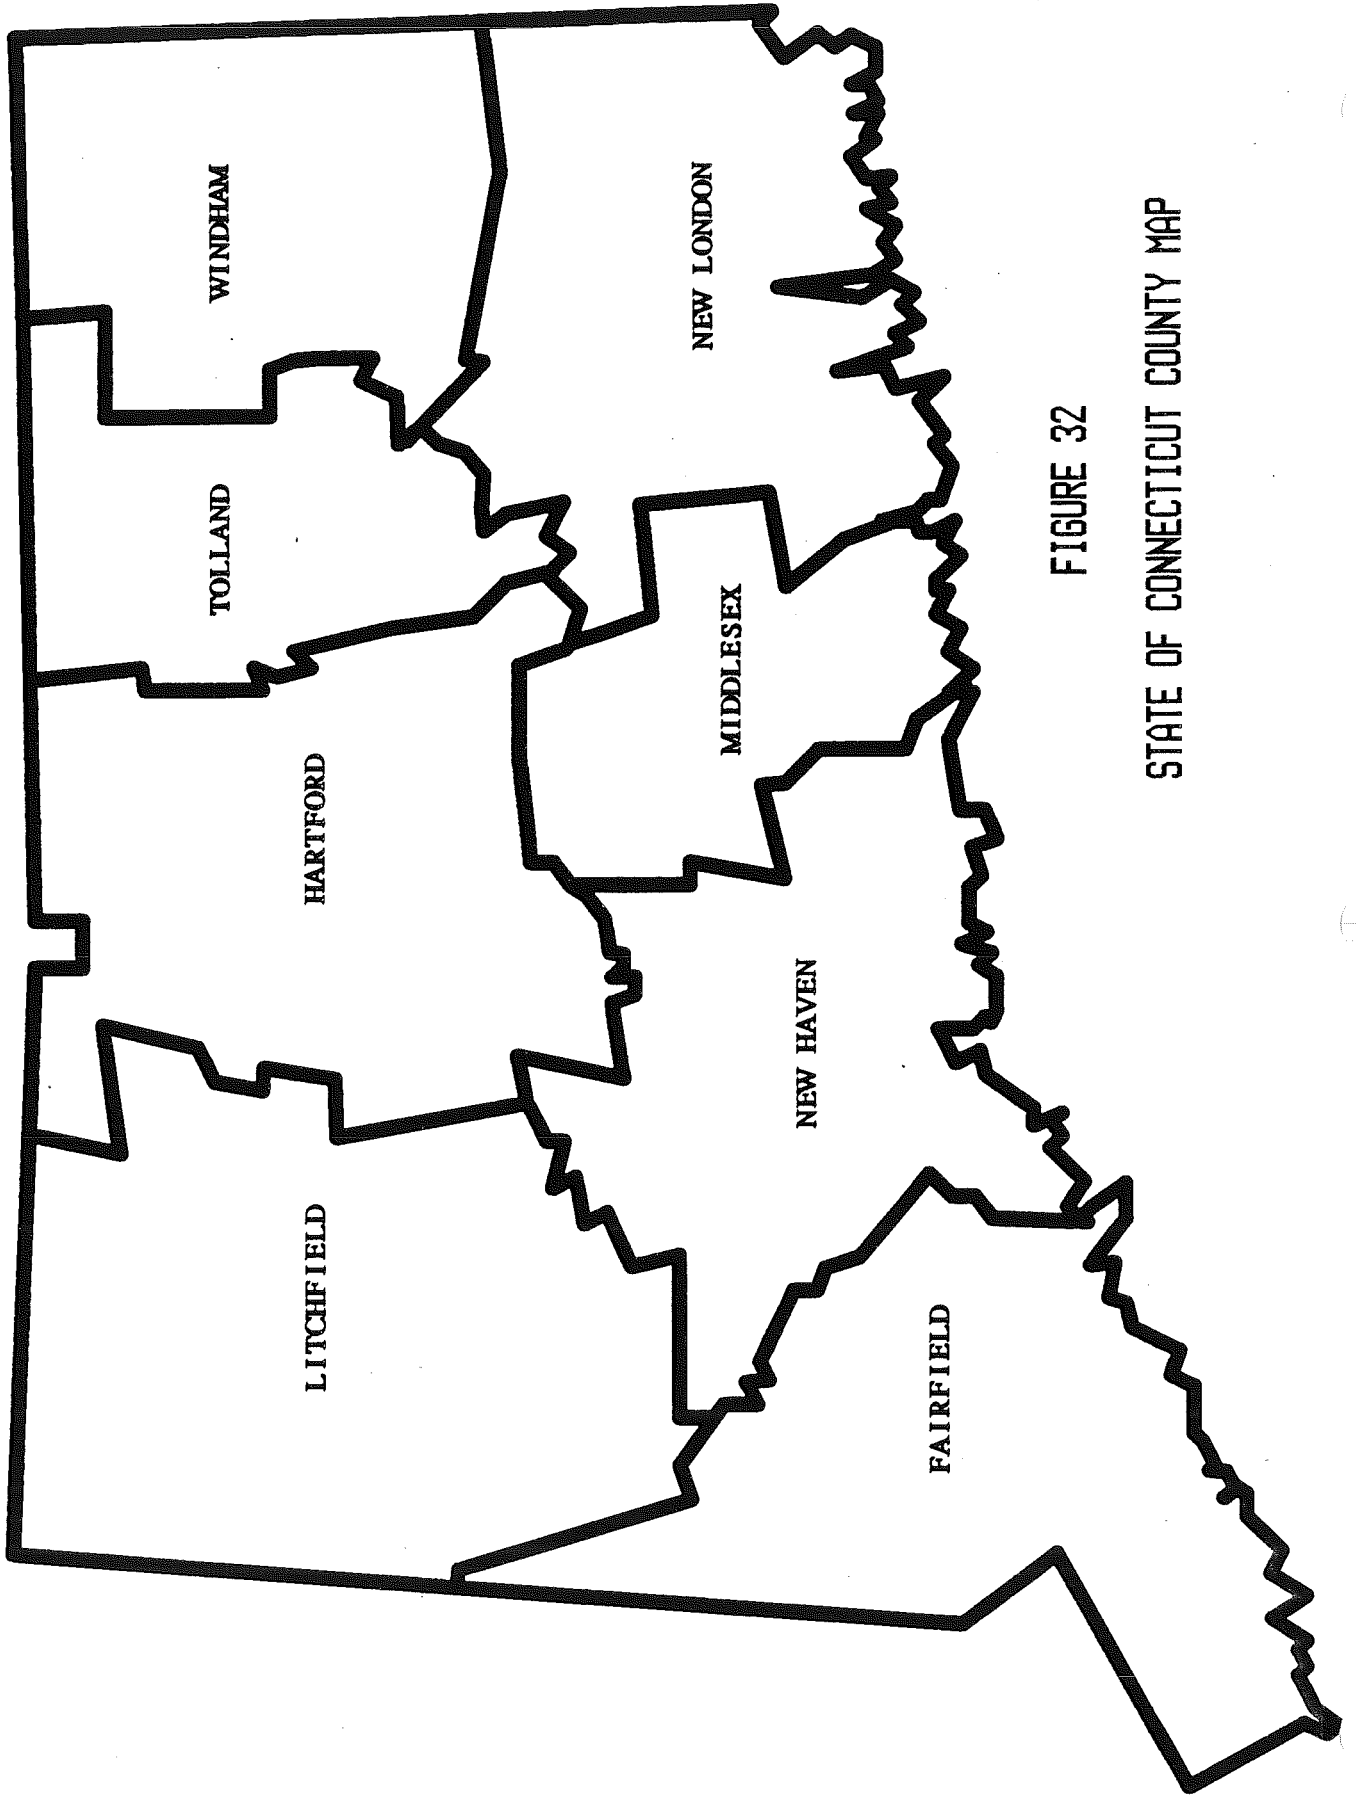 LITCHFIELD
HARTFORD
TOLLAND
WINDHAM
FAIRFIELD
NEW HAVEN
MIDDLESEX
NEW LONDON
FIGURE 32
STATE OF CONNECTICUT COUNTY MAP